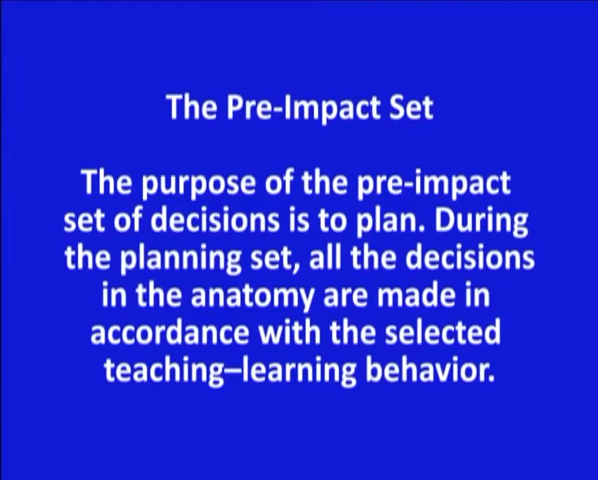 The Pre-Impact Set
The purpose of the pre-impact
set of decisions is to plan. During
the planning set, all the decisions
in the anatomy are made in
accordance with the selected
teaching–learning behavior.